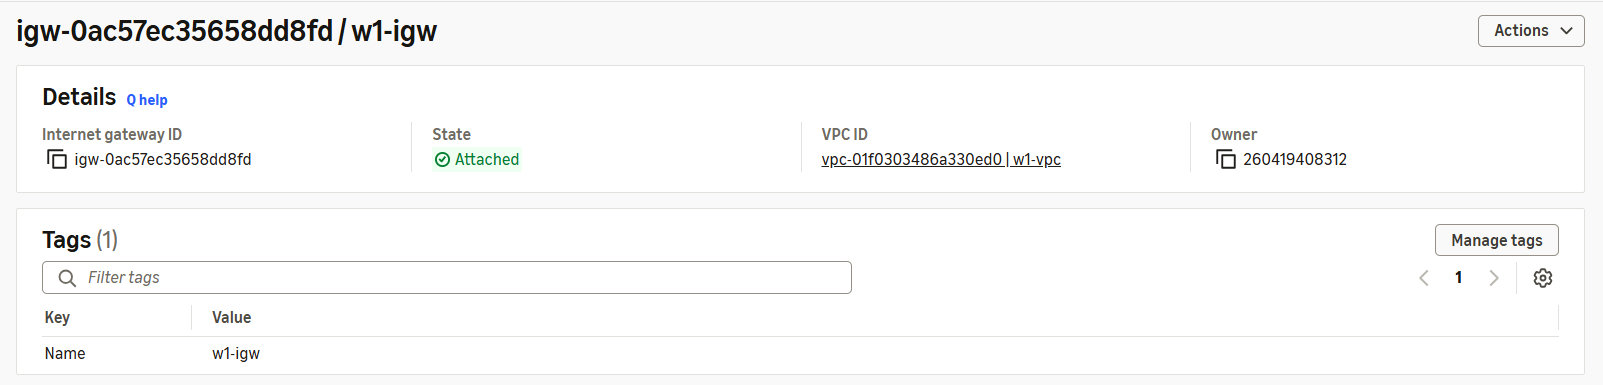 igw-0ac57ec35658dd8fd / w1-igw
Actions
Details Q help
Internet gateway ID
igw-0ac57ec35658dd8fd
State
Attached
VPC ID
vpc-01f0303486a330ed0 | w1-vpc
Owner
260419408312
Tags (1)
Manage tags
Filter tags
1
Key Value
Name w1-igw